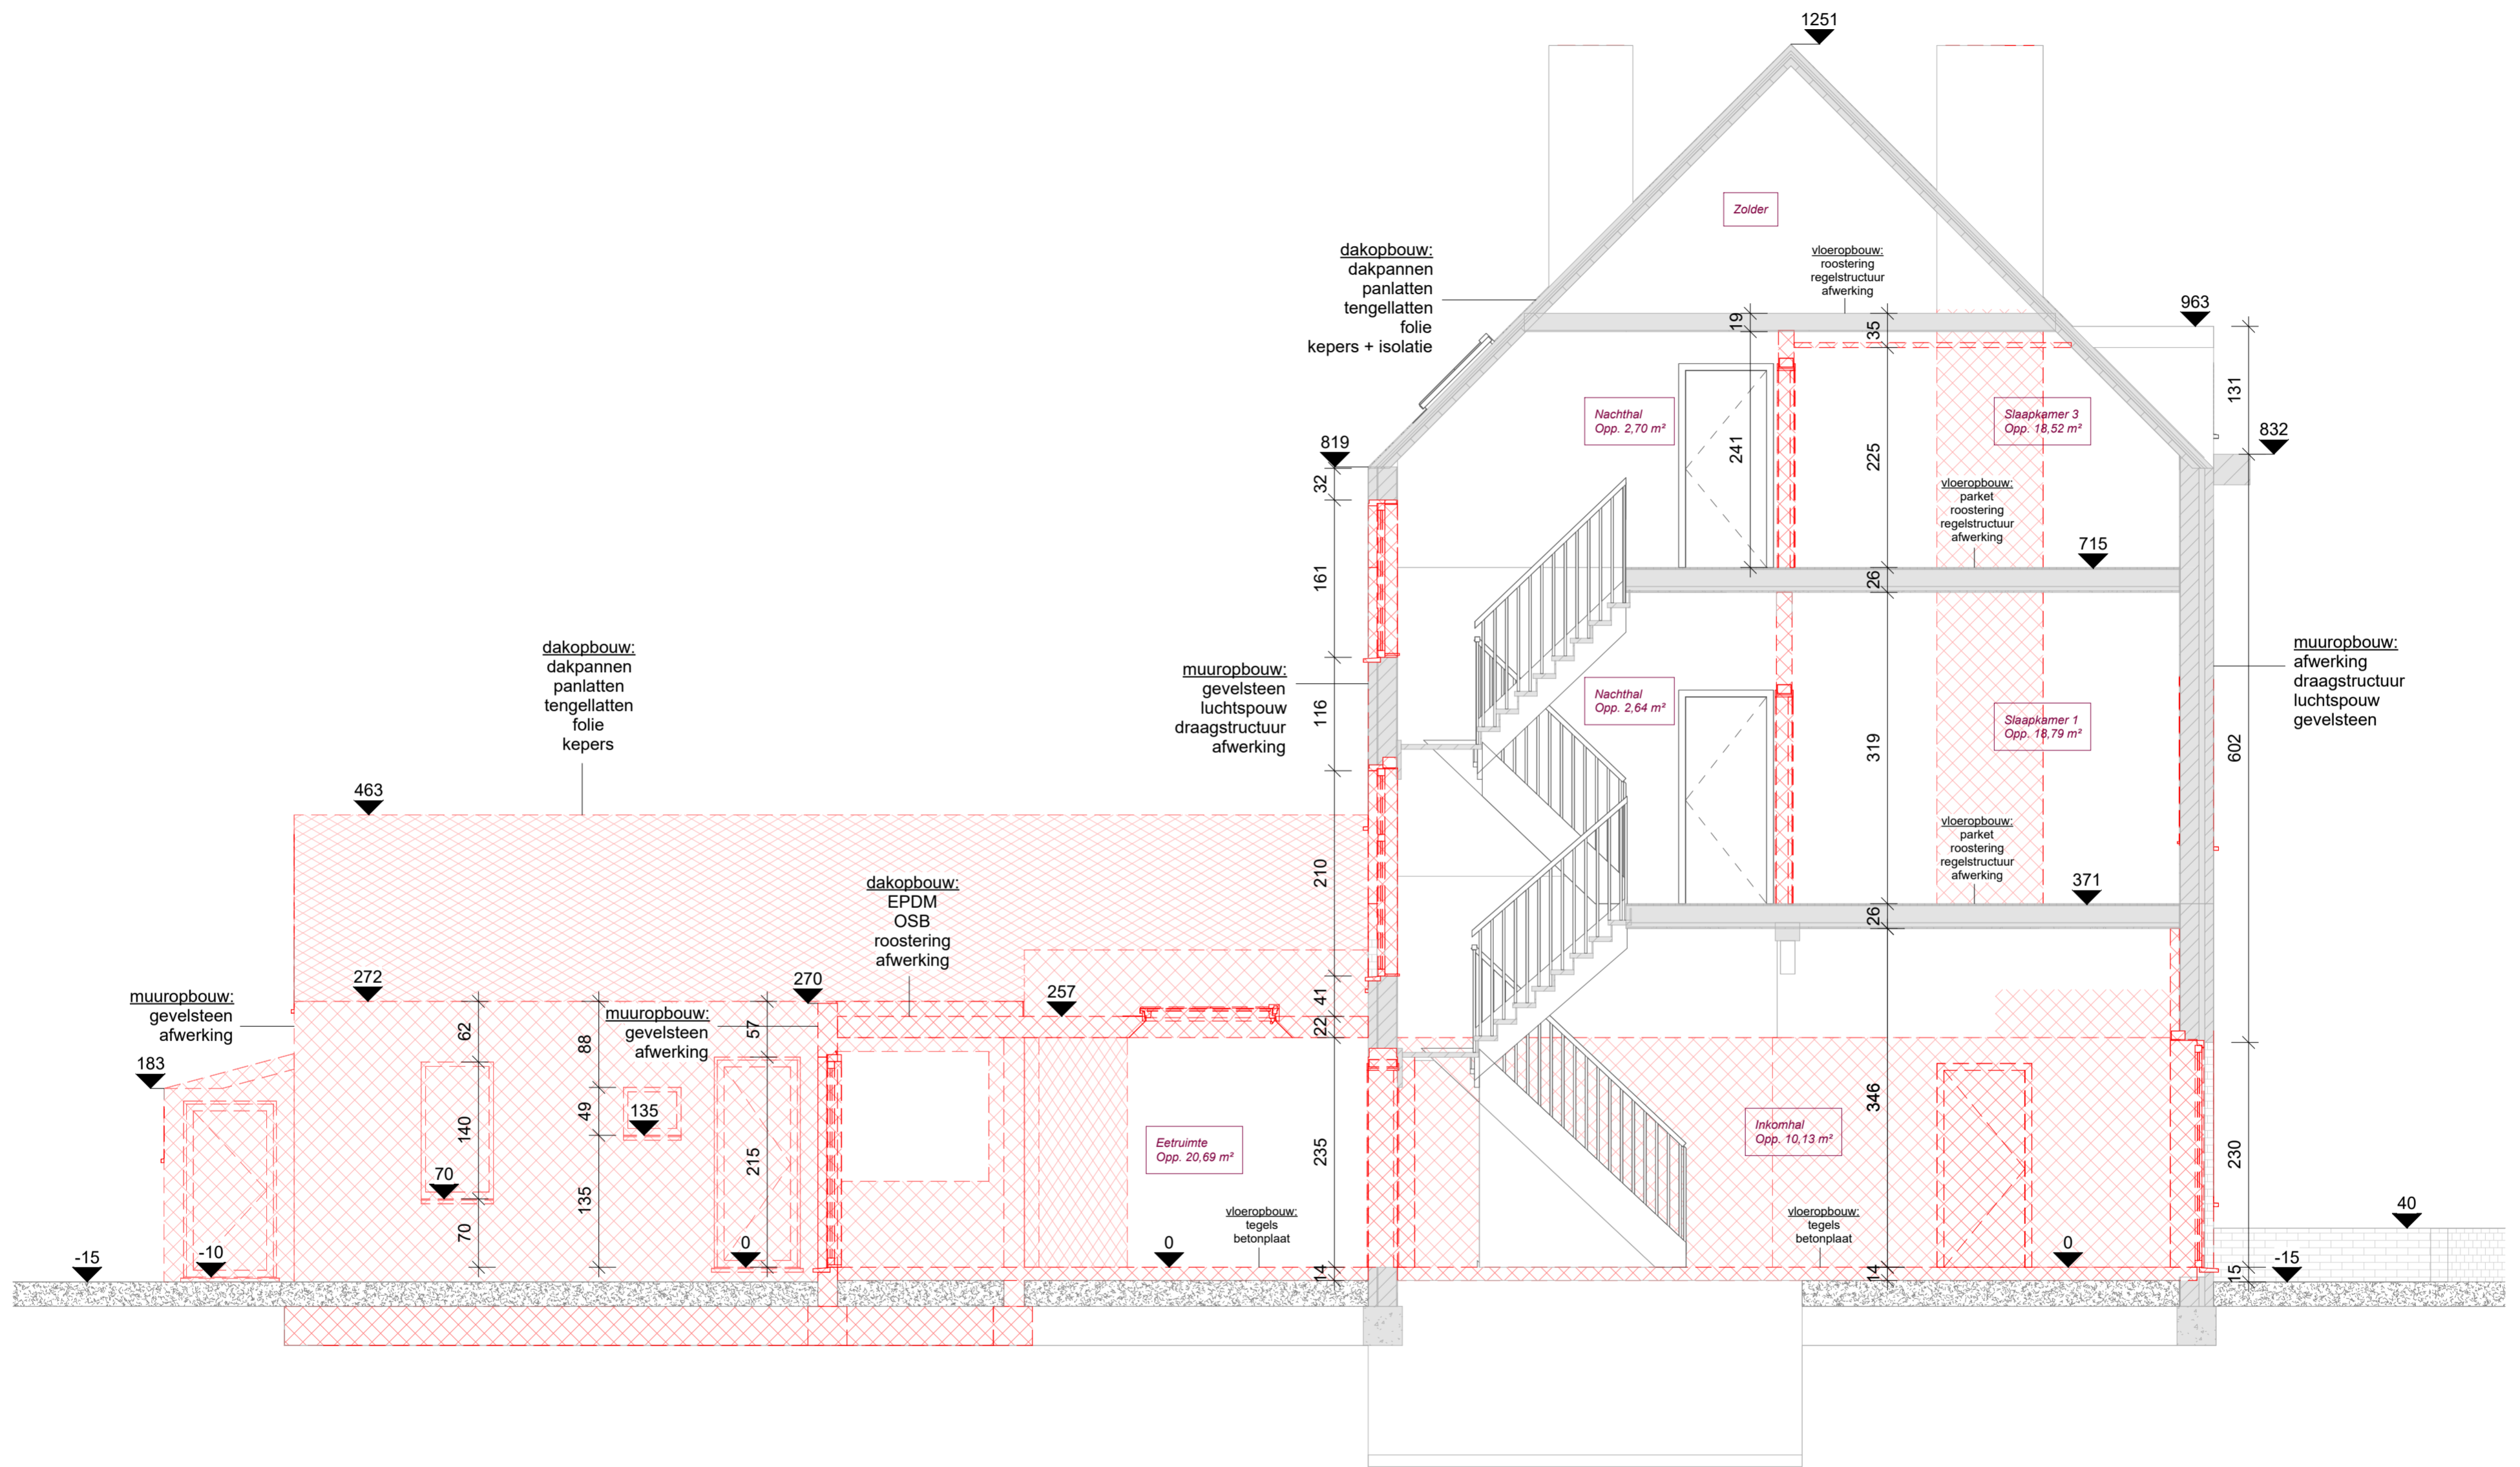 1251
Zolder
dakopbouw:
dakpannen
panlatten
tengellatten
folie
kepers + isolatie
vloeropbouw:
roostering
regelstructuur
afwerking
963
19
35
131
Nachthal
Opp. 2,70 m²
241
225
Slaapkamer 3
Opp. 18,52 m²
819
832
32
vloeropbouw:
parket
roostering
regelstructuur
afwerking
715
161
26
dakopbouw:
dakpannen
panlatten
tengellatten
folie
kepers
muuropbouw:
gevelsteen
luchtspouw
draagstructuur
afwerking
116
Nachthal
Opp. 2,64 m²
319
Slaapkamer 1
Opp. 18,79 m²
602
muuropbouw:
afwerking
draagstructuur
luchtspouw
gevelsteen
463
210
vloeropbouw:
parket
roostering
regelstructuur
afwerking
371
26
dakopbouw:
EPDM
OSB
roostering
afwerking
muuropbouw:
gevelsteen
afwerking
272
270
257
41
22
62
88
muuropbouw:
gevelsteen
afwerking
57
183
140
49
135
215
Eetruimte
Opp. 20,69 m²
235
Inkomhal
Opp. 10,13 m²
346
230
70
70
135
vloeropbouw:
tegels
betonplaat
vloeropbouw:
tegels
betonplaat
40
-15
-10
0
0
14
14
0
15
-15